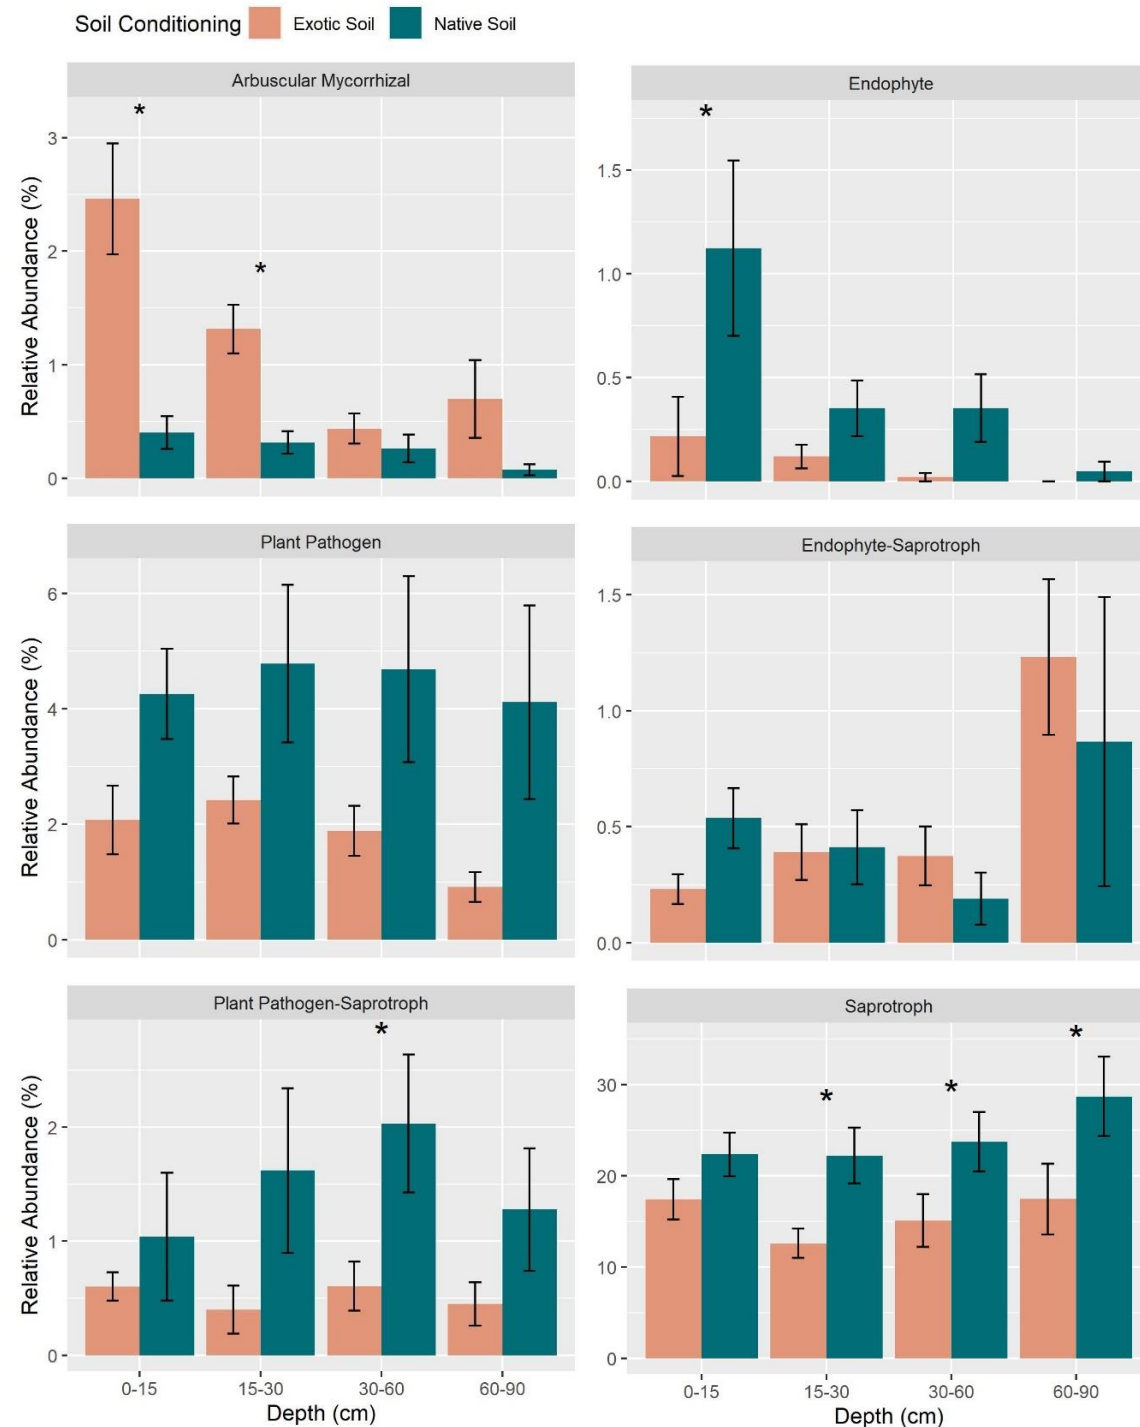 Soil Conditioning Exotic Soil Native Soil
Arbuscular Mycorrhizal
*
*
3
2
1
0
Relative Abundance (%)
Endophyte
*
1.5
1.0
0.5
0.0
Plant Pathogen
6
4
2
0
Relative Abundance (%)
Endophyte-Saprotroph
1.5
1.0
0.5
0.0
Plant Pathogen-Saprotroph
*
2
1
0
Relative Abundance (%)
0-15 15-30 30-60 60-90
Depth (cm)
Saprotroph
*
*
*
30
20
10
0
0-15 15-30 30-60 60-90
Depth (cm)